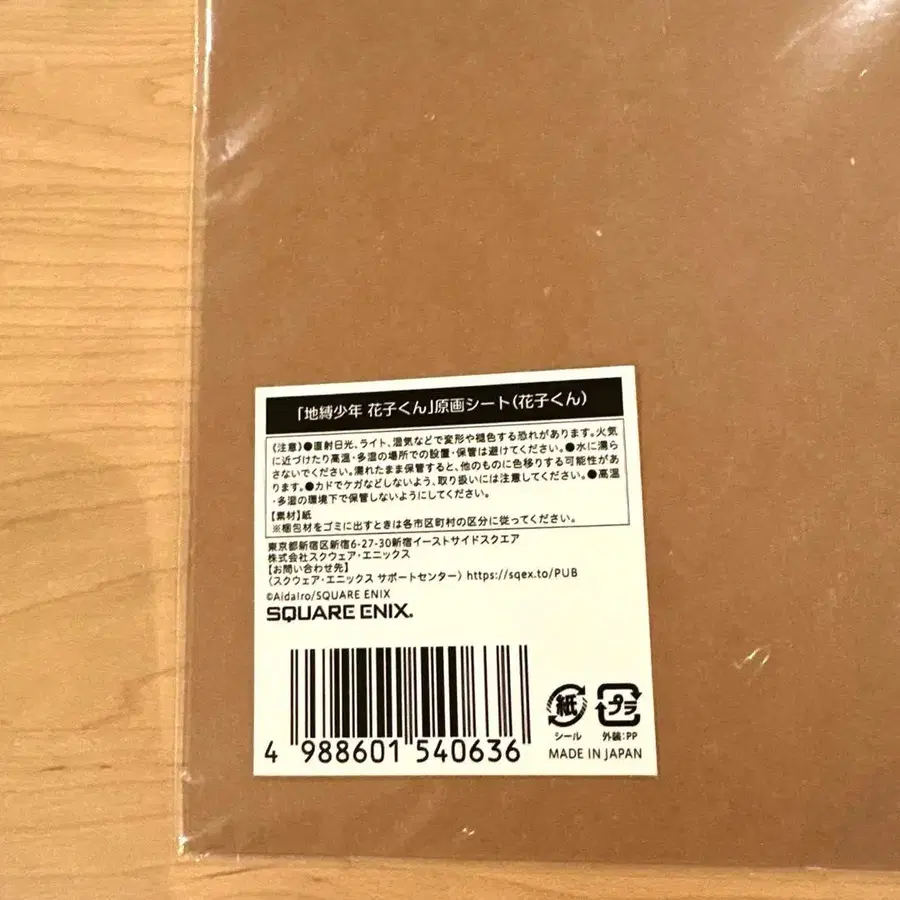 「地縛少年 花子くん」原画シート(花子くん)
《注意》●直射日光、ライト、湿気などで変形や褪色する恐れがあります。火気
に近づけたり高温・多湿の場所での設置・保管は避けてください。●水に濡ら
さないでください。濡れたまま保管すると、他のものに色移りする可能性があ
ります。●カドでケガなどしないよう、取り扱いには注意してください。●高温
・多湿の環境下で保管しないようにしてください。
【素材】紙
※梱包材をゴミに出すときは各市区町村の区分に従ってください。
東京都新宿区新宿6-27-30新宿イーストサイドスクエア
株式会社スクウェア・エニックス
【お問い合わせ先】
〈スクウェア・エニックス サポートセンター〉 https://sqex.to/PUB
©AidaIro/SQUARE ENIX
SQUARE ENIX.
4 988601 540636
紙
シール
プラ
外装:PP
MADE IN JAPAN